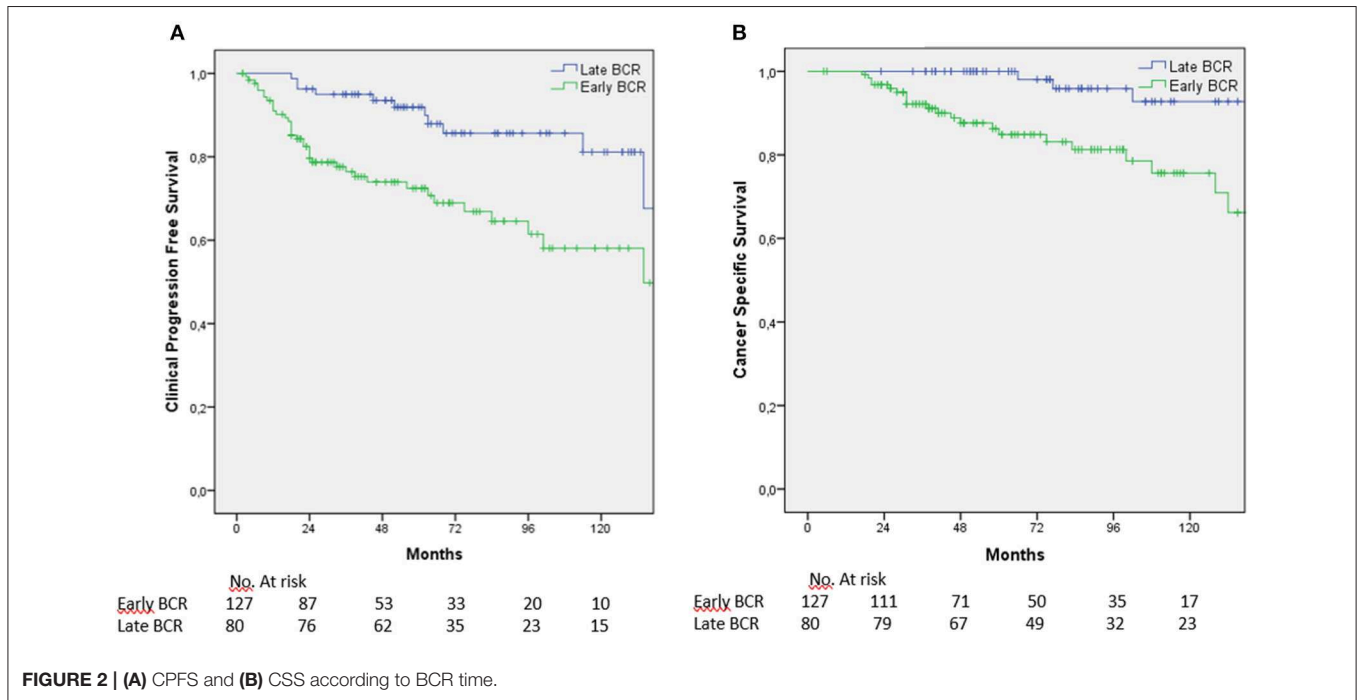 A
Clinical Progression Free Survival
1,0
0,8
0,6
0,4
0,2
0,0
Late BCR
Early BCR
0 24 48 72 96 120
Months
No. At risk
Early BCR 127 87 53 33 20 10
Late BCR 80 76 62 35 23 15
B
Cancer Specific Survival
1,0
0,8
0,6
0,4
0,2
0,0
Late BCR
Early BCR
0 24 48 72 96 120
Months
No. At risk
Early BCR 127 111 71 50 35 17
Late BCR 80 79 67 49 32 23
FIGURE 2 | (A) CPFS and (B) CSS according to BCR time.